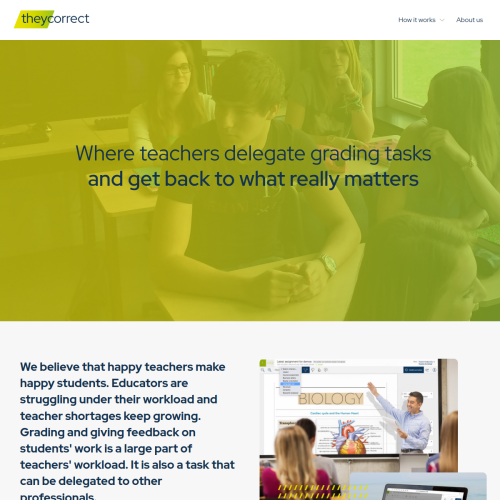 theycorrect
How it works
About us
Where teachers delegate grading tasks
and get back to what really matters
We believe that happy teachers make
happy students. Educators are
struggling under their workload and
teacher shortages keep growing.
Grading and giving feedback on
students' work is a large part of
teachers' workload. It is also a task that
can be delegated to other
professionals.
BIOLOGY